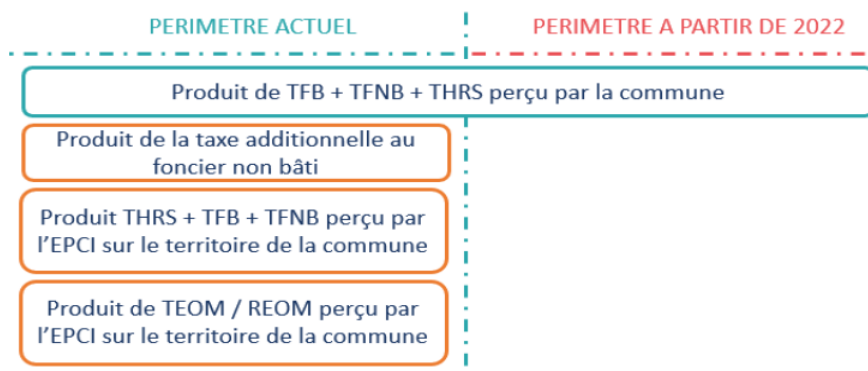 PERIMETRE ACTUEL
PERIMETRE A PARTIR DE 2022
Produit de TFB + TFNB + THRS perçu par la commune
Produit de la taxe additionnelle au
foncier non bâti
Produit THRS + TFB + TFNB perçu par
l'EPCI sur le territoire de la commune
Produit de TEOM / REOM perçu par
l'EPCI sur le territoire de la commune